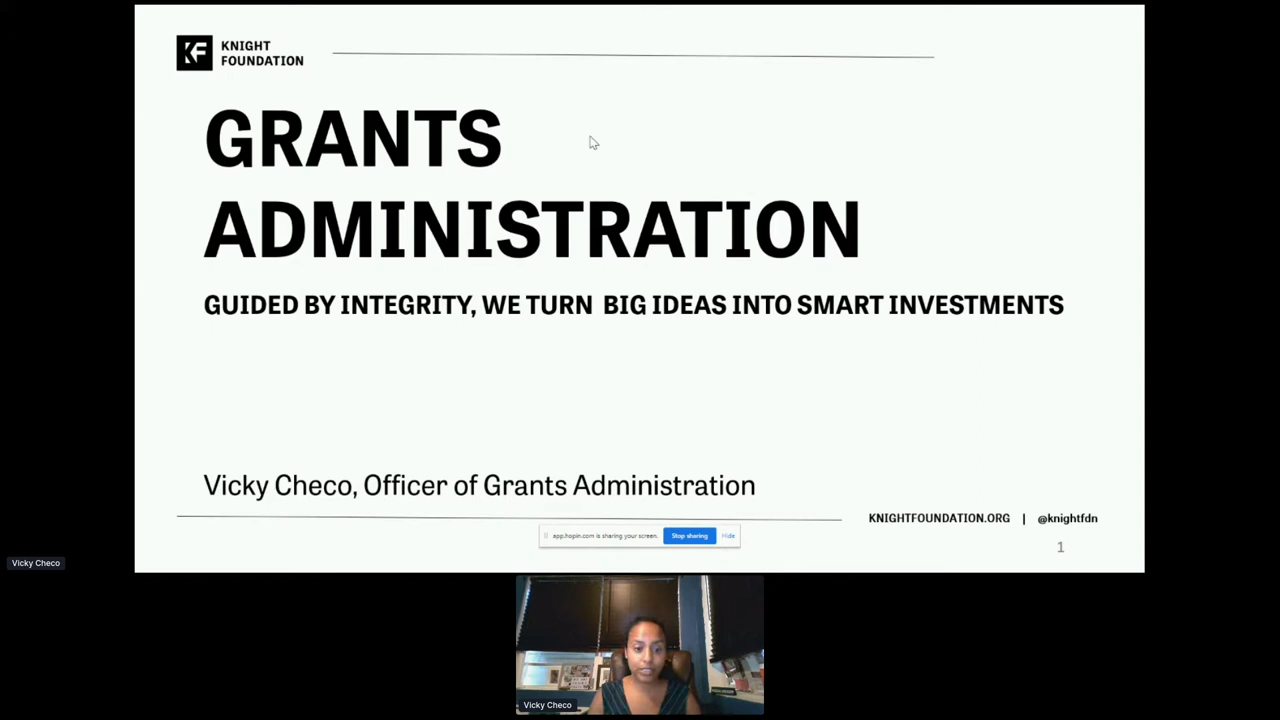 KNIGHT
FOUNDATION
GRANTS
ADMINISTRATION
GUIDED BY INTEGRITY, WE TURN BIG IDEAS INTO SMART INVESTMENTS
Vicky Checo, Officer of Grants Administration
KNIGHTFOUNDATION.ORG | @knightfdn
app.hopin.com is sharing your screen. Stop sharing Hide
1
Vicky Checo
Vicky Checo